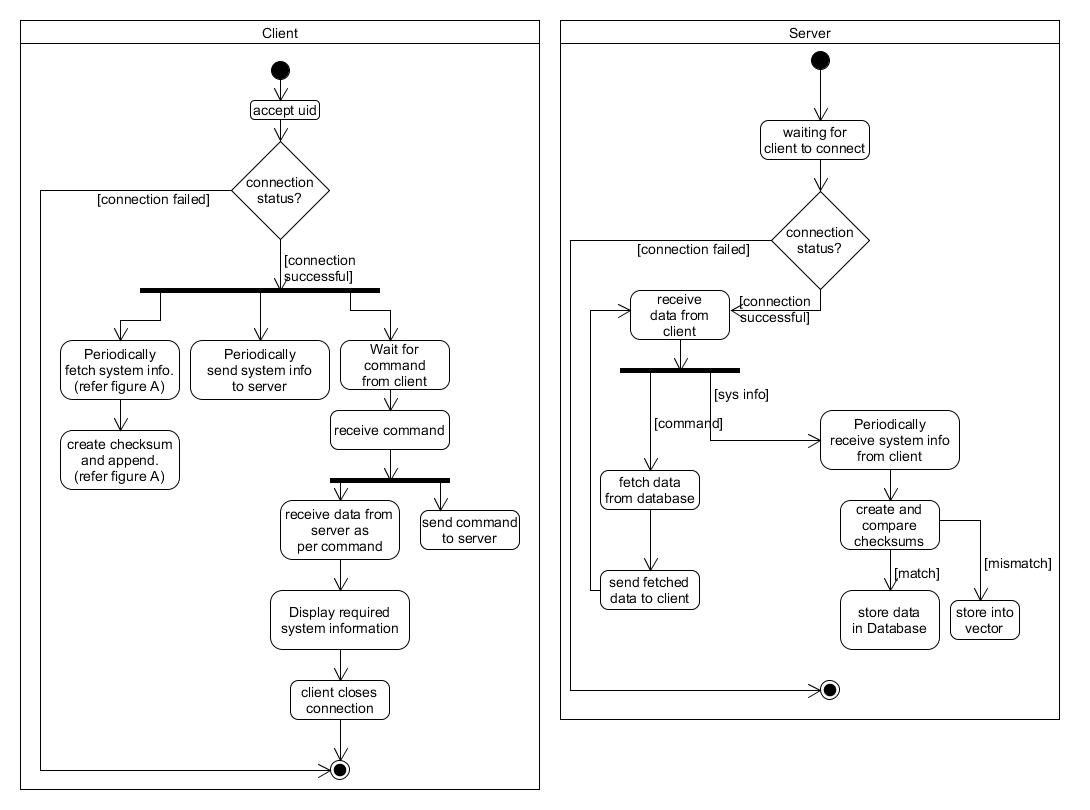 Client
accept uid
connection
status?
[connection failed]
[connection
successful]
Periodically
fetch system info.
(refer figure A)
Periodically
send system info
to server
Wait for
command
from client
create checksum
and append.
(refer figure A)
receive command
receive data from
server as
per command
send command
to server
Display required
system information
client closes
connection
Server
waiting for
client to connect
connection
status?
[connection failed]
[connection
successful]
receive
data from
client
[sys info]
[command]
Periodically
receive system info
from client
fetch data
from database
create and
compare
checksums
[mismatch]
[match]
send fetched
data to client
store data
in Database
store into
vector